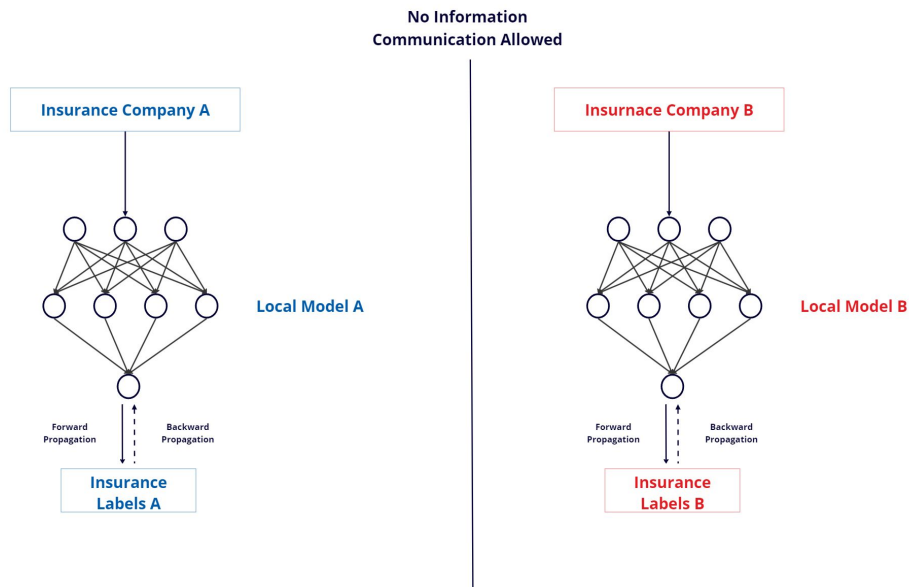 No Information
Communication Allowed
Insurance Company A
Insurnace Company B
Local Model A
Local Model B
Forward
Propagation
Backward
Propagation
Forward
Propagation
Backward
Propagation
Insurance
Labels A
Insurance
Labels B